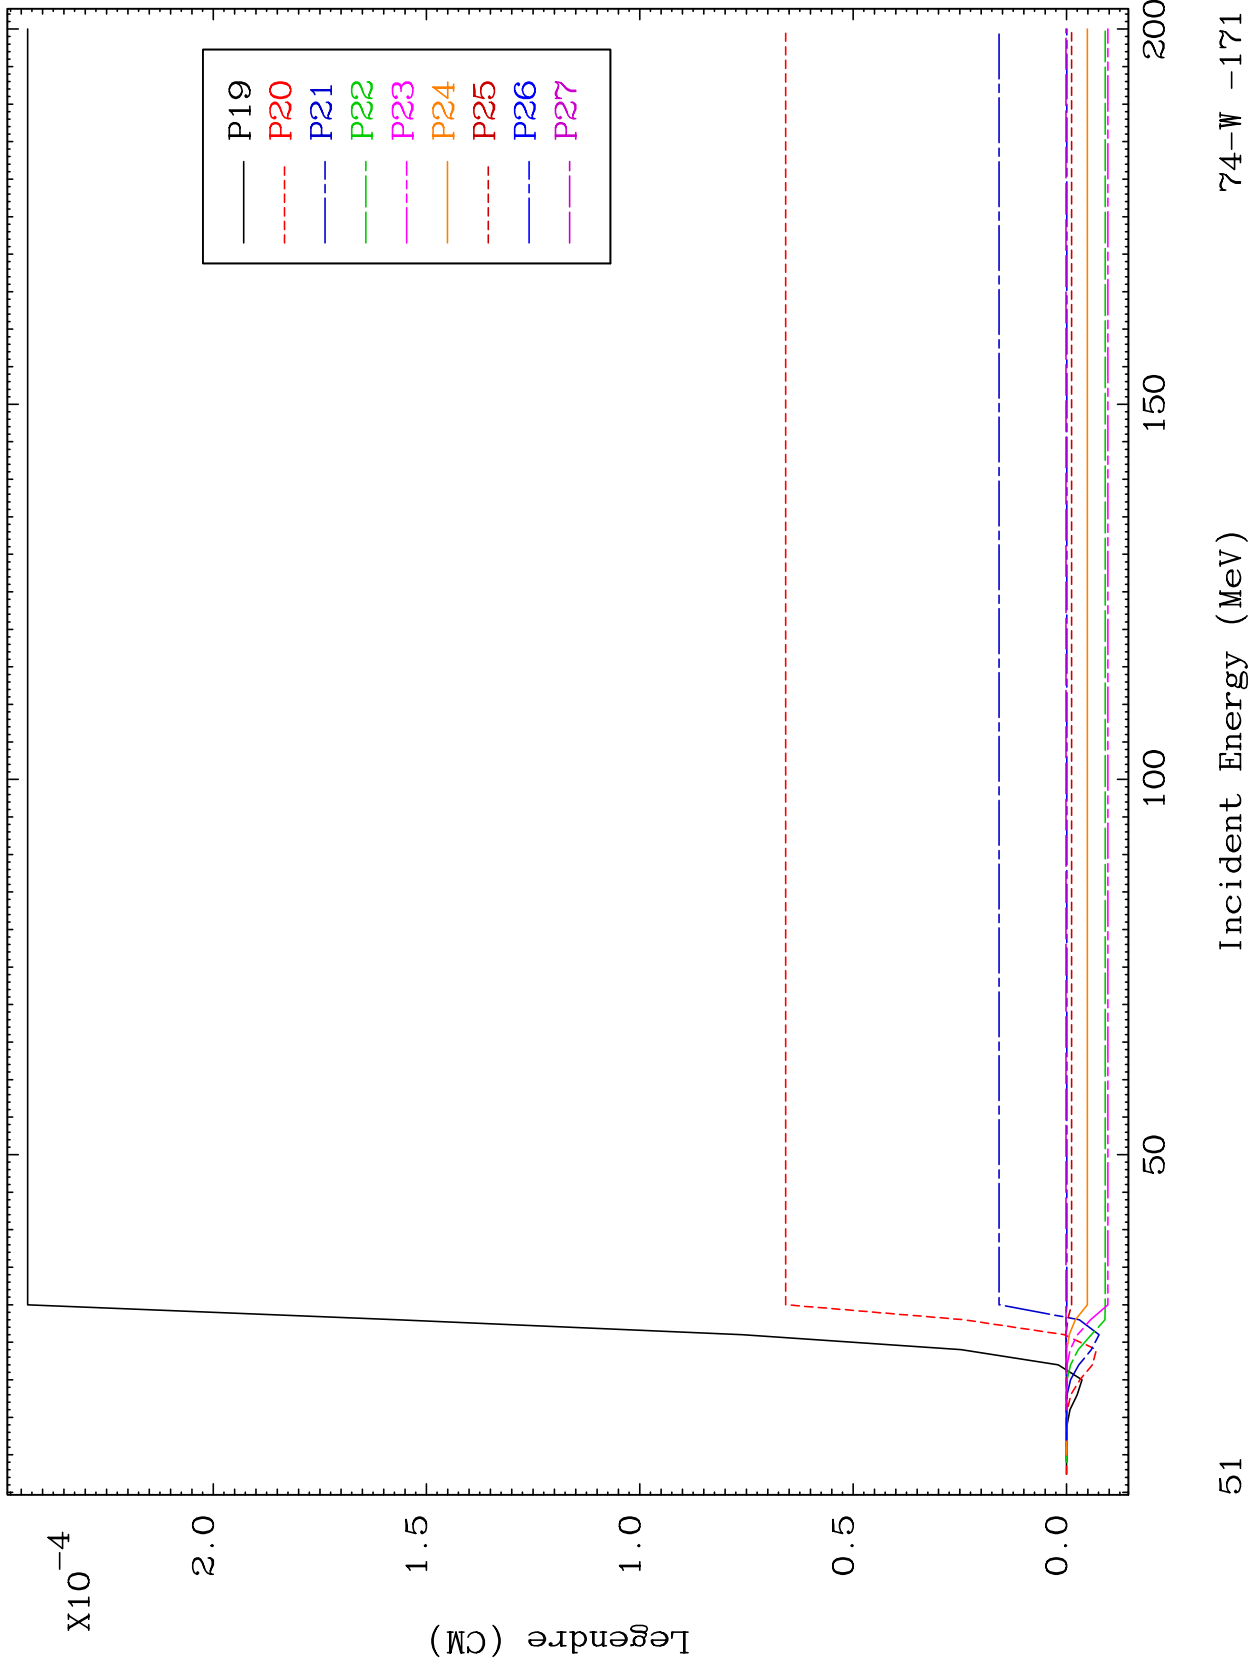 X10-4
2.0
1.5
1.0
0.5
0.0
Legendre (CM)
P19
P20
P21
P22
P23
P24
P25
P26
P27
50
100
150
200
Incident Energy (MeV)
51
74-W -171